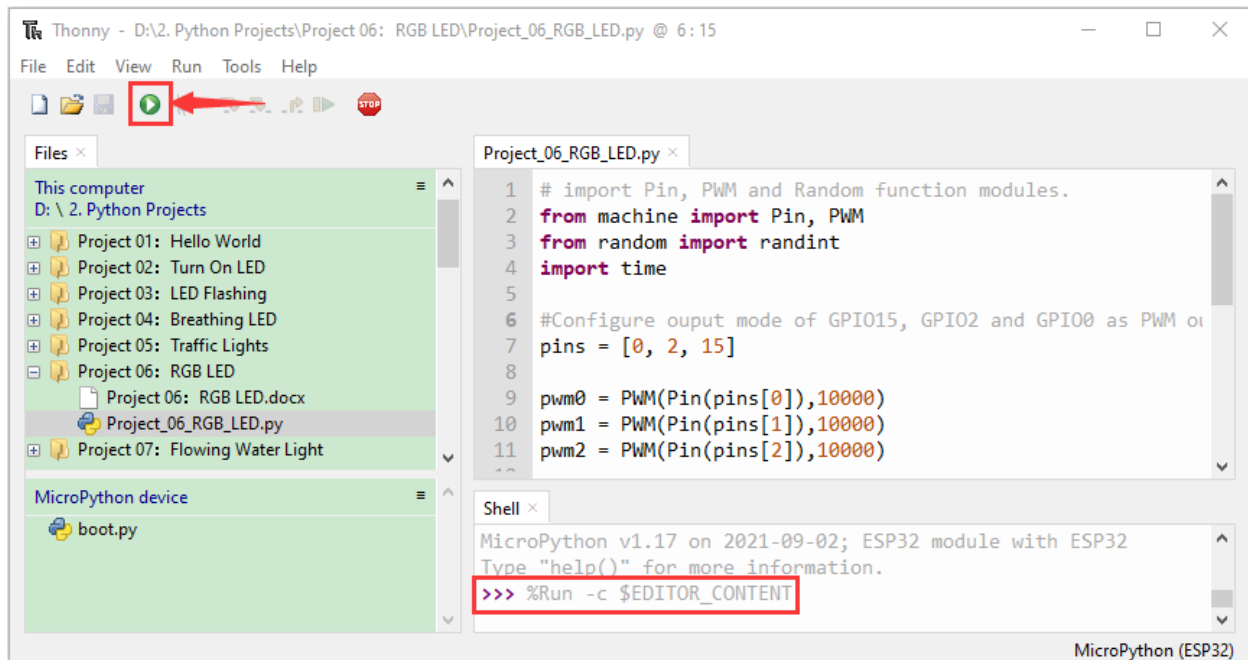 Thonny - D:\2. Python Projects\Project 06: RGB LED\Project_06_RGB_LED.py @ 6:15
File Edit View Run Tools Help
STOP
Files
This computer
D: \ 2. Python Projects
Project 01: Hello World
Project 02: Turn On LED
Project 03: LED Flashing
Project 04: Breathing LED
Project 05: Traffic Lights
Project 06: RGB LED
Project 06: RGB LED.docx
Project_06_RGB_LED.py
Project 07: Flowing Water Light
MicroPython device
boot.py
Project_06_RGB_LED.py
1 # import Pin, PWM and Random function modules.
2 from machine import Pin, PWM
3 from random import randint
4 import time
5
6 #Configure ouput mode of GPIO15, GPIO2 and GPIO0 as PWM ou
7 pins = [0, 2, 15]
8
9 pwm0 = PWM(Pin(pins[0]),10000)
10 pwm1 = PWM(Pin(pins[1]),10000)
11 pwm2 = PWM(Pin(pins[2]),10000)
Shell
MicroPython v1.17 on 2021-09-02; ESP32 module with ESP32
Type "help()" for more information.
>>> %Run -c $EDITOR_CONTENT
MicroPython (ESP32)